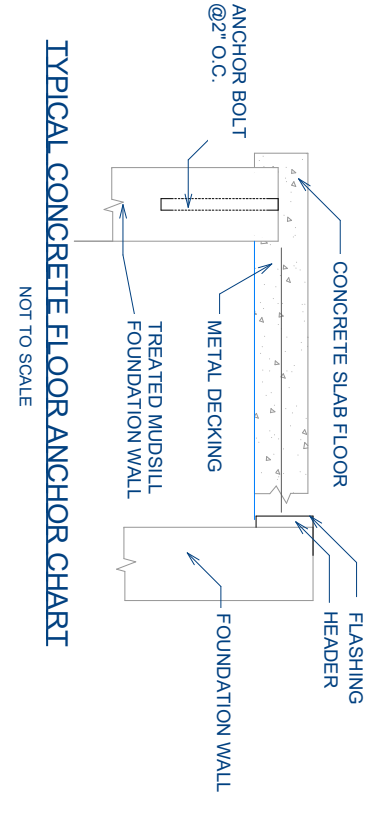 ANCHOR BOLT
@2" O.C.
CONCRETE SLAB FLOOR
METAL DECKING
TREATED MUDSILL
FOUNDATION WALL
FLASHING
HEADER
FOUNDATION WALL
TYPICAL CONCRETE FLOOR ANCHOR CHART
NOT TO SCALE